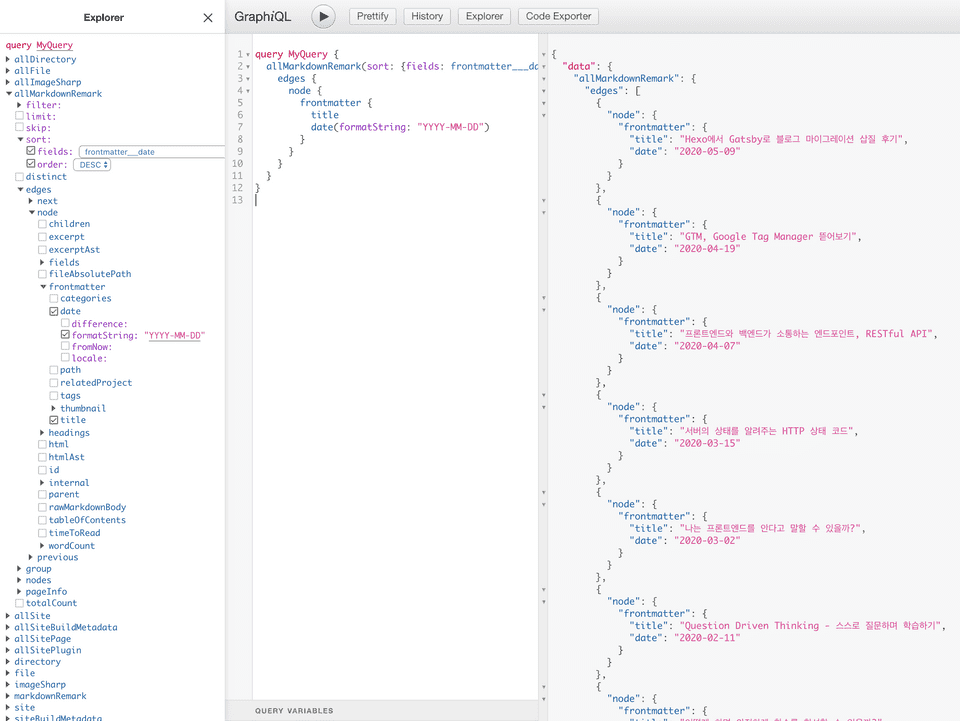 Explorer
GraphiQL
Prettify
History
Explorer
Code Exporter
query MyQuery
allDirectory
allFile
allImageSharp
allMarkdownRemark
filter:
limit:
skip:
sort:
fields: frontmatter__date
order: DESC
distinct
edges
next
node
children
excerpt
excerptAst
fields
fileAbsolutePath
frontmatter
categories
date
difference:
formatString: "YYYY-MM-DD"
fromNow:
locale:
path
relatedProject
tags
thumbnail
title
headings
html
htmlAst
id
internal
parent
rawMarkdownBody
tableOfContents
timeToRead
wordCount
previous
group
nodes
pageInfo
totalCount
allSite
allSiteBuildMetadata
allSitePage
allSitePlugin
directory
file
imageSharp
markdownRemark
site
siteBuildMetadata
1 query MyQuery {
2 allMarkdownRemark(sort: {fields: frontmatter___da
3 edges {
4 node {
5 frontmatter {
6 title
7 date(formatString: "YYYY-MM-DD")
8 }
9 }
10 }
11 }
12 }
13
QUERY VARIABLES
{
"data": {
"allMarkdownRemark": {
"edges": [
{
"node": {
"frontmatter": {
"title": "Hexo에서 Gatsby로 블로그 마이그레이션 삽질 후기",
"date": "2020-05-09"
}
}
},
{
"node": {
"frontmatter": {
"title": "GTM, Google Tag Manager 뜯어보기",
"date": "2020-04-19"
}
}
},
{
"node": {
"frontmatter": {
"title": "프론트엔드와 백엔드가 소통하는 엔드포인트, RESTful API",
"date": "2020-04-07"
}
}
},
{
"node": {
"frontmatter": {
"title": "서버의 상태를 알려주는 HTTP 상태 코드",
"date": "2020-03-15"
}
}
},
{
"node": {
"frontmatter": {
"title": "나는 프론트엔드를 안다고 말할 수 있을까?",
"date": "2020-03-02"
}
}
},
{
"node": {
"frontmatter": {
"title": "Question Driven Thinking - 스스로 질문하며 학습하기",
"date": "2020-02-11"
}
}
},
{
"node": {
"frontmatter": {
"title":